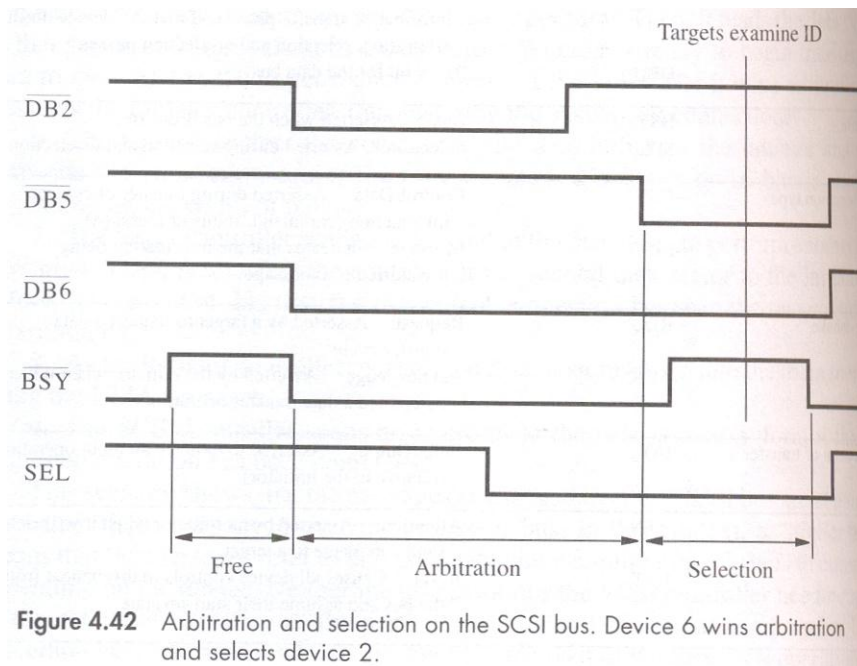 Targets examine ID
DB2
DB5
DB6
BSY
SEL
Free
Arbitration
Selection
Figure 4.42 Arbitration and selection on the SCSI bus. Device 6 wins arbitration
and selects device 2.